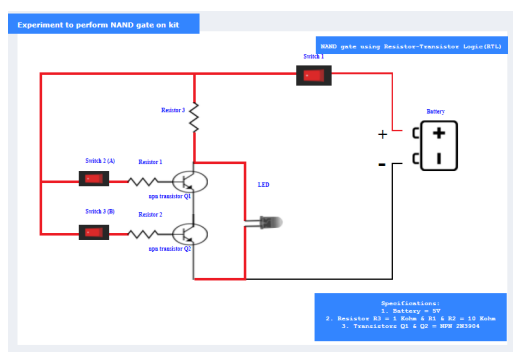 Experiment to perform NAND gate on kit
NAND gate using Resistor-Transistor Logic(RTL)
Switch 1
Resistor 3
Battery
+
+
-
Switch 2 (A)
Resistor 1
npn transistor Q1
LED
Switch 3 (B)
Resistor 2
npn transistor Q2
Specifications:
1. Battery = 5V
2. Resistor R3 = 1 Kohm & R1 & R2 = 10 Kohm
3. Transistors Q1 & Q2 = NPN 2N3904